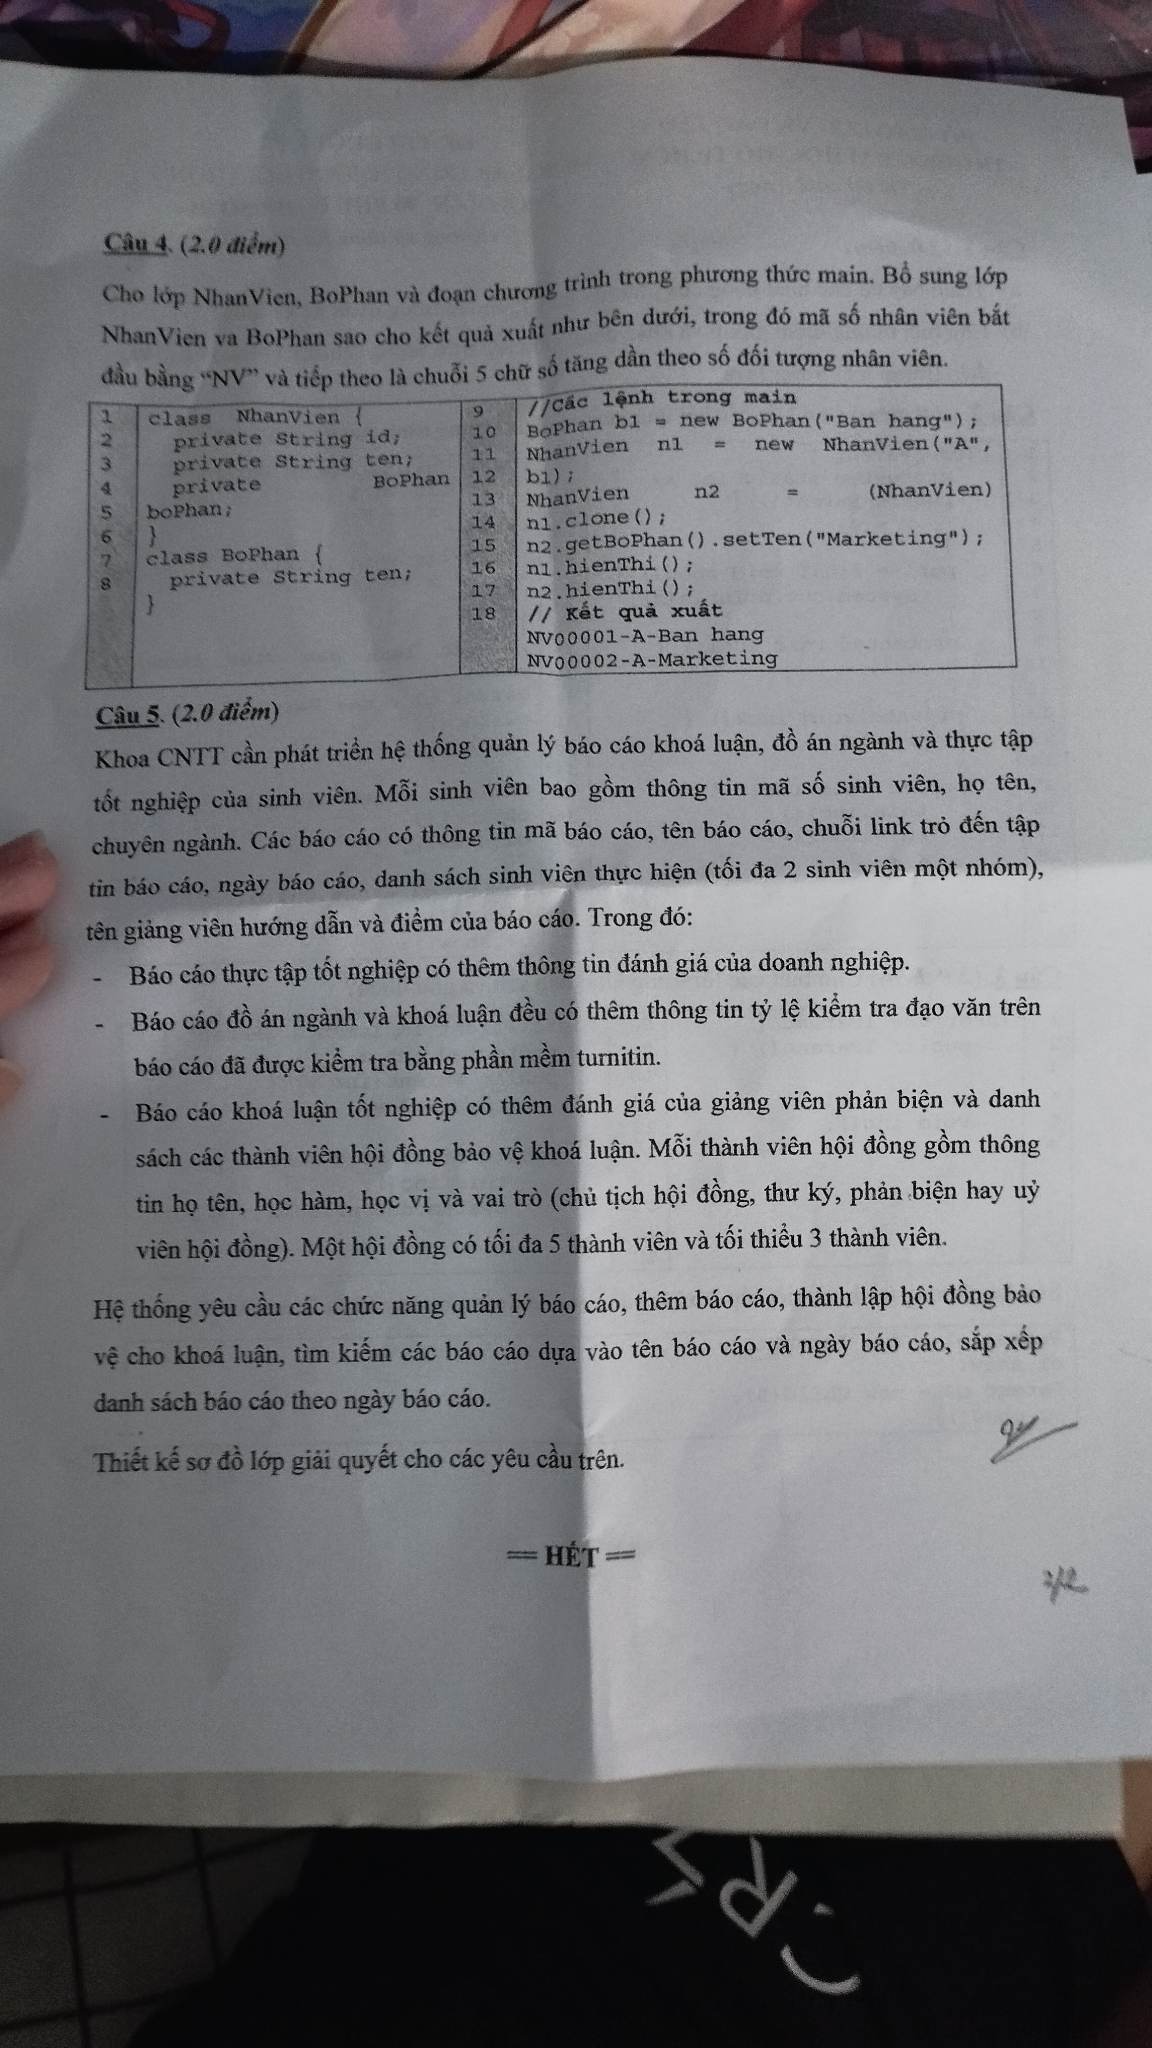 Câu 4. (2.0 điểm)
Cho lớp NhanVien, BoPhan và đoạn chương trình trong phương thức main. Bổ sung lớp
NhanVien va BoPhan sao cho kết quả xuất như bên dưới, trong đó mã số nhân viên bắt
đầu bằng “NV” và tiếp theo là chuỗi 5 chữ số tăng dần theo số đối tượng nhân viên.
1 class NhanVien {
2 private String id;
3 private String ten;
4 private BoPhan
5 boPhan;
6 }
7 class BoPhan {
8 private String ten;
}
9 //Các lệnh trong main
10 BoPhan b1 = new BoPhan("Ban hang");
11 NhanVien n1 = new NhanVien("A",
12 b1);
13 NhanVien n2 = (NhanVien)
14 n1.clone();
15 n2.getBoPhan().setTen("Marketing");
16 n1.hienThi();
17 n2.hienThi();
18 // Kết quả xuất
NV00001-A-Ban hang
NV00002-A-Marketing
Câu 5. (2.0 điểm)
Khoa CNTT cần phát triển hệ thống quản lý báo cáo khoá luận, đồ án ngành và thực tập
tốt nghiệp của sinh viên. Mỗi sinh viên bao gồm thông tin mã số sinh viên, họ tên,
chuyên ngành. Các báo cáo có thông tin mã báo cáo, tên báo cáo, chuỗi link trỏ đến tập
tin báo cáo, ngày báo cáo, danh sách sinh viên thực hiện (tối đa 2 sinh viên một nhóm),
tên giảng viên hướng dẫn và điểm của báo cáo. Trong đó:
- Báo cáo thực tập tốt nghiệp có thêm thông tin đánh giá của doanh nghiệp.
- Báo cáo đồ án ngành và khoá luận đều có thêm thông tin tỷ lệ kiểm tra đạo văn trên
báo cáo đã được kiểm tra bằng phần mềm turnitin.
- Báo cáo khoá luận tốt nghiệp có thêm đánh giá của giảng viên phản biện và danh
sách các thành viên hội đồng bảo vệ khoá luận. Mỗi thành viên hội đồng gồm thông
tin họ tên, học hàm, học vị và vai trò (chủ tịch hội đồng, thư ký, phản biện hay uỷ
viên hội đồng). Một hội đồng có tối đa 5 thành viên và tối thiểu 3 thành viên.
Hệ thống yêu cầu các chức năng quản lý báo cáo, thêm báo cáo, thành lập hội đồng bảo
vệ cho khoá luận, tìm kiếm các báo cáo dựa vào tên báo cáo và ngày báo cáo, sắp xếp
danh sách báo cáo theo ngày báo cáo.
Thiết kế sơ đồ lớp giải quyết cho các yêu cầu trên.
== HẾT ==